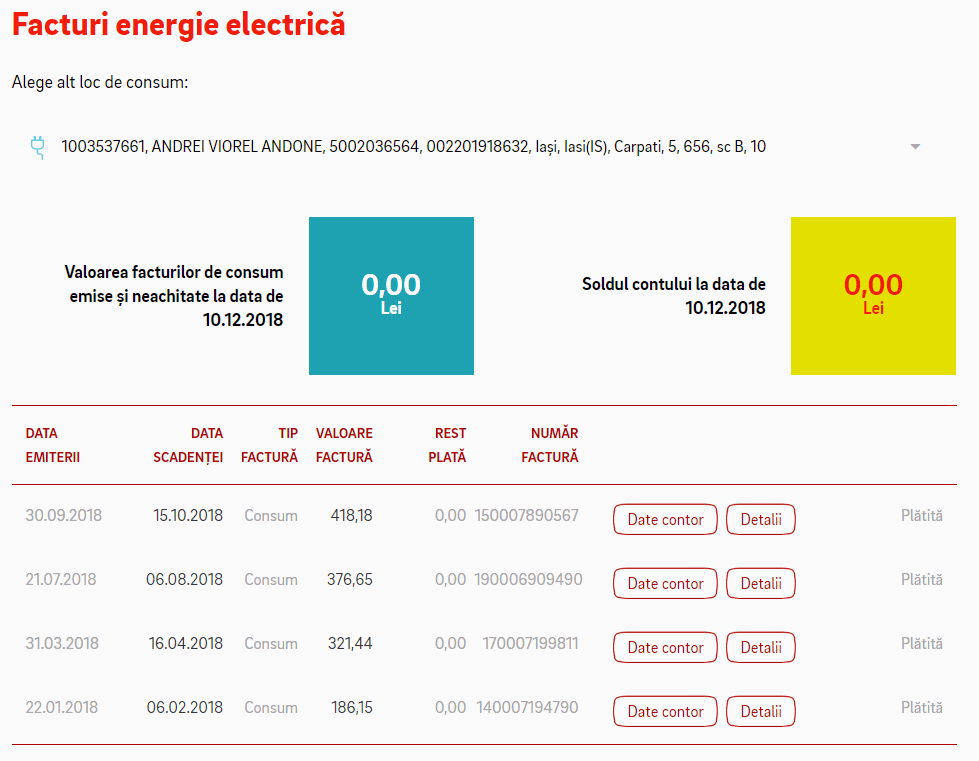 Facturi energie electrică
Alege alt loc de consum:
1003537661, ANDREI VIOREL ANDONE, 5002036564, 002201918632, Iași, Iasi(IS), Carpati, 5, 656, sc B, 10
Valoarea facturilor de consum
emise și neachitate la data de
10.12.2018
0,00
Lei
Soldul contului la data de
10.12.2018
0,00
Lei
DATA DATA TIP VALOARE REST NUMĂR
EMITERII SCADENȚEI FACTURĂ FACTURĂ PLATĂ FACTURĂ
30.09.2018 15.10.2018 Consum 418,18 0,00 150007890567 Date contor Detalii Plătită
21.07.2018 06.08.2018 Consum 376,65 0,00 190006909490 Date contor Detalii Plătită
31.03.2018 16.04.2018 Consum 321,44 0,00 170007199811 Date contor Detalii Plătită
22.01.2018 06.02.2018 Consum 186,15 0,00 140007194790 Date contor Detalii Plătită